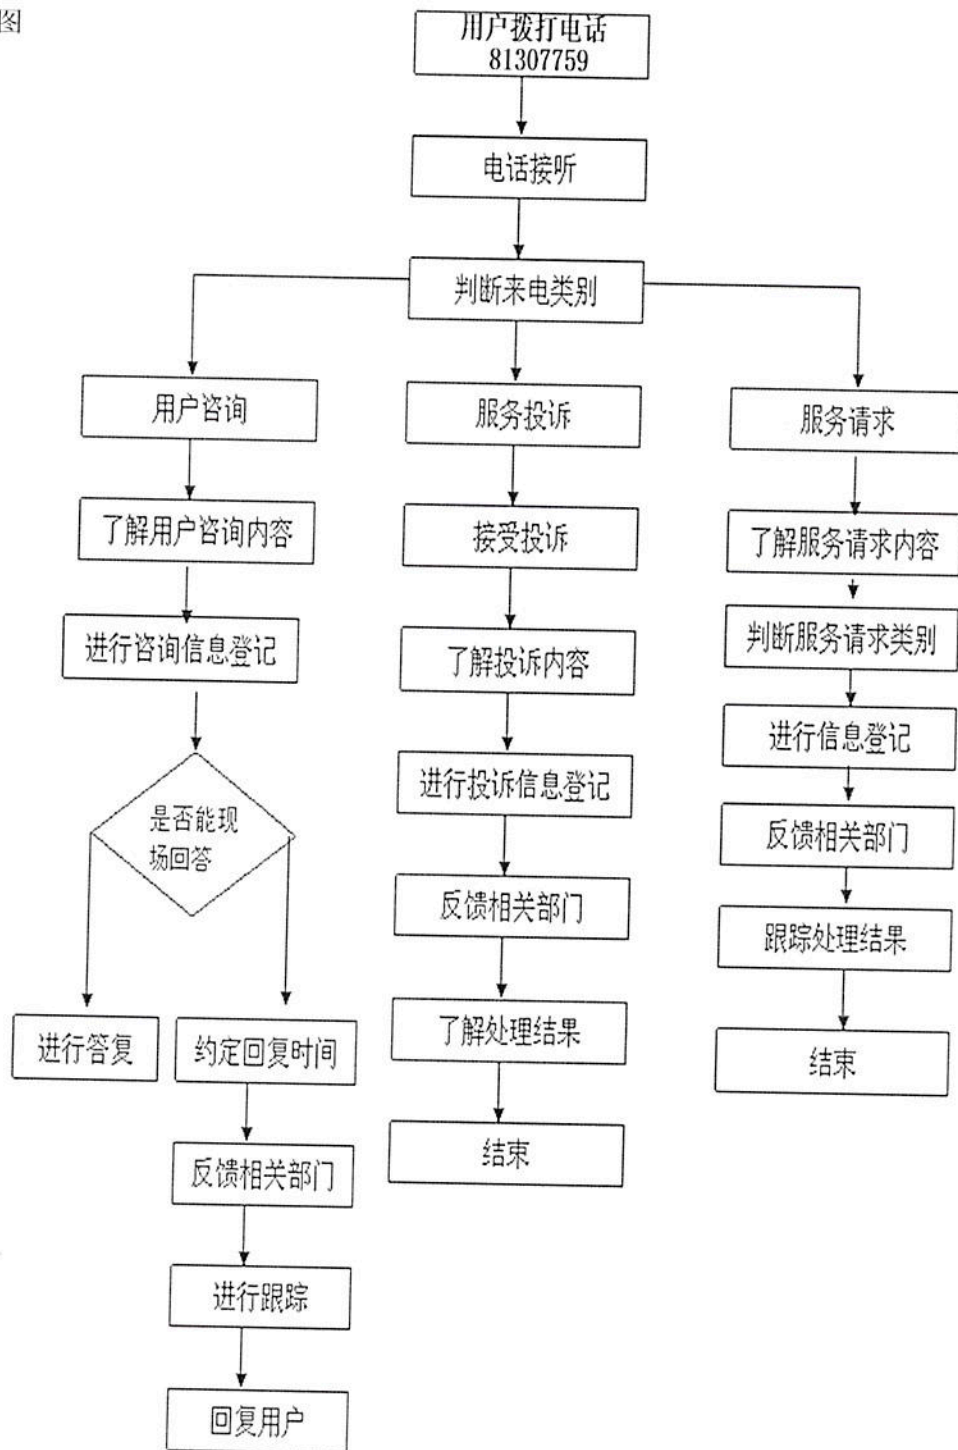 图
用户拨打电话
81307759
电话接听
判断来电类别
用户咨询
服务投诉
服务请求
了解用户咨询内容
接受投诉
了解服务请求内容
进行咨询信息登记
了解投诉内容
判断服务请求类别
进行信息登记
进行投诉信息登记
是否能现
场回答
反馈相关部门
反馈相关部门
跟踪处理结果
进行答复
约定回复时间
了解处理结果
结束
反馈相关部门
结束
进行跟踪
回复用户